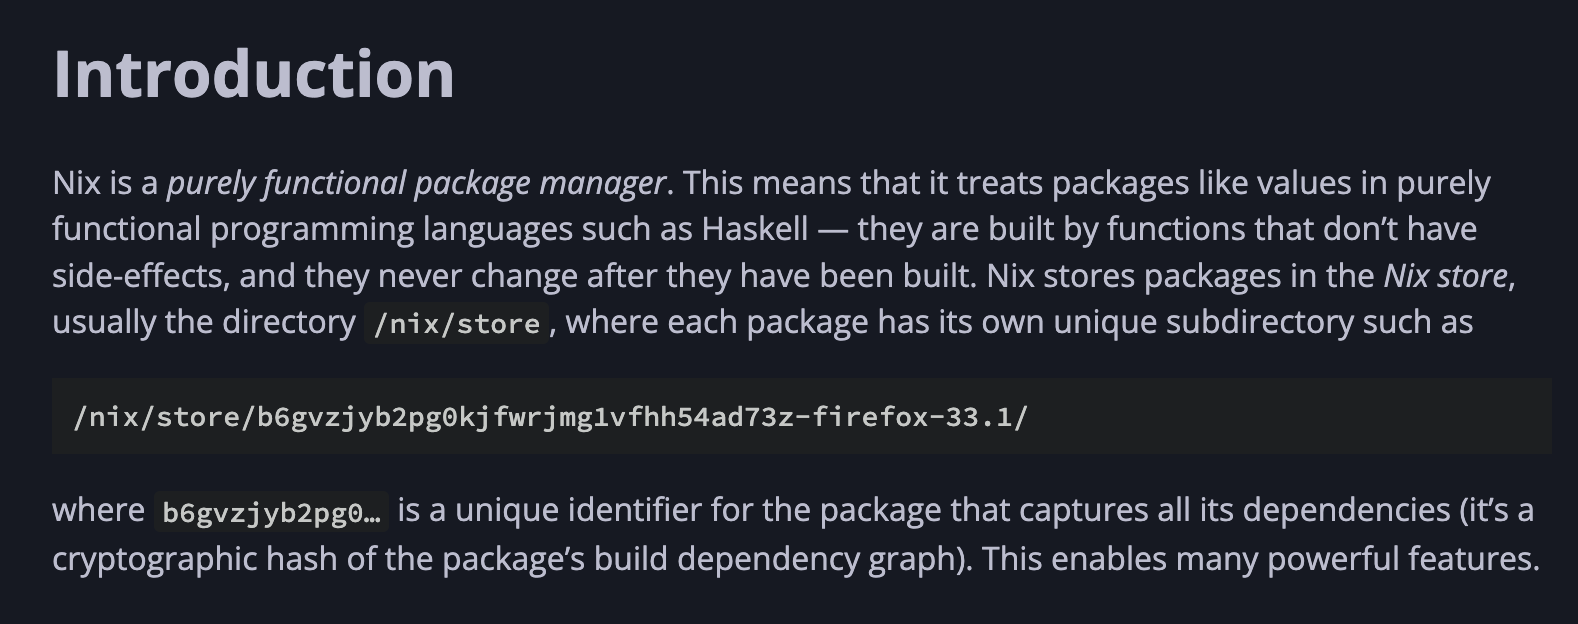 Introduction
Nix is a purely functional package manager. This means that it treats packages like values in purely
functional programming languages such as Haskell — they are built by functions that don’t have
side-effects, and they never change after they have been built. Nix stores packages in the Nix store,
usually the directory /nix/store, where each package has its own unique subdirectory such as
/nix/store/b6gvzjyb2pg0kjfwrjmg1vfhh54ad73z-firefox-33.1/
where b6gvzjyb2pg0… is a unique identifier for the package that captures all its dependencies (it’s a
cryptographic hash of the package’s build dependency graph). This enables many powerful features.